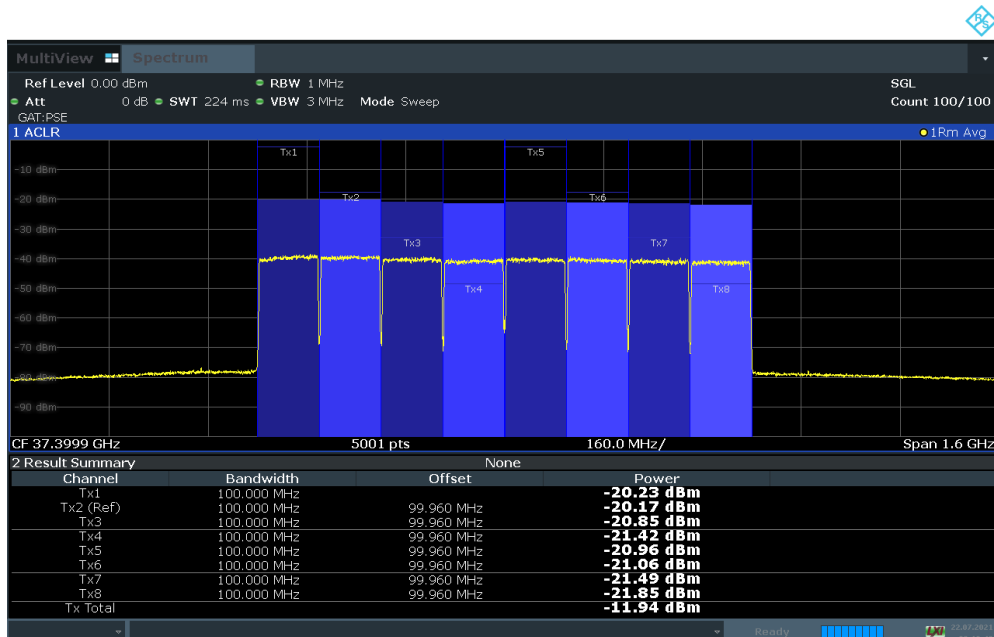 R&S
MultiView Spectrum
Ref Level 0.00 dBm RBW 1 MHz SGL
Att 0 dB SWT 224 ms VBW 3 MHz Mode Sweep Count 100/100
GAT:PSE
1 ACLR 1Rm Avg
Tx1 Tx5
-10 dBm
-20 dBm Tx2 Tx6
-30 dBm
Tx3 Tx7
-40 dBm
-50 dBm Tx4 Tx8
-60 dBm
-70 dBm
-80 dBm
-90 dBm
CF 37.3999 GHz 5001 pts 160.0 MHz/ Span 1.6 GHz
2 Result Summary None
Channel Bandwidth Offset Power
Tx1 100.000 MHz -20.23 dBm
Tx2 (Ref) 100.000 MHz 99.960 MHz -20.17 dBm
Tx3 100.000 MHz 99.960 MHz -20.85 dBm
Tx4 100.000 MHz 99.960 MHz -21.42 dBm
Tx5 100.000 MHz 99.960 MHz -20.96 dBm
Tx6 100.000 MHz 99.960 MHz -21.06 dBm
Tx7 100.000 MHz 99.960 MHz -21.49 dBm
Tx8 100.000 MHz 99.960 MHz -21.85 dBm
Tx Total -11.94 dBm
Ready LXI 22.07.2021